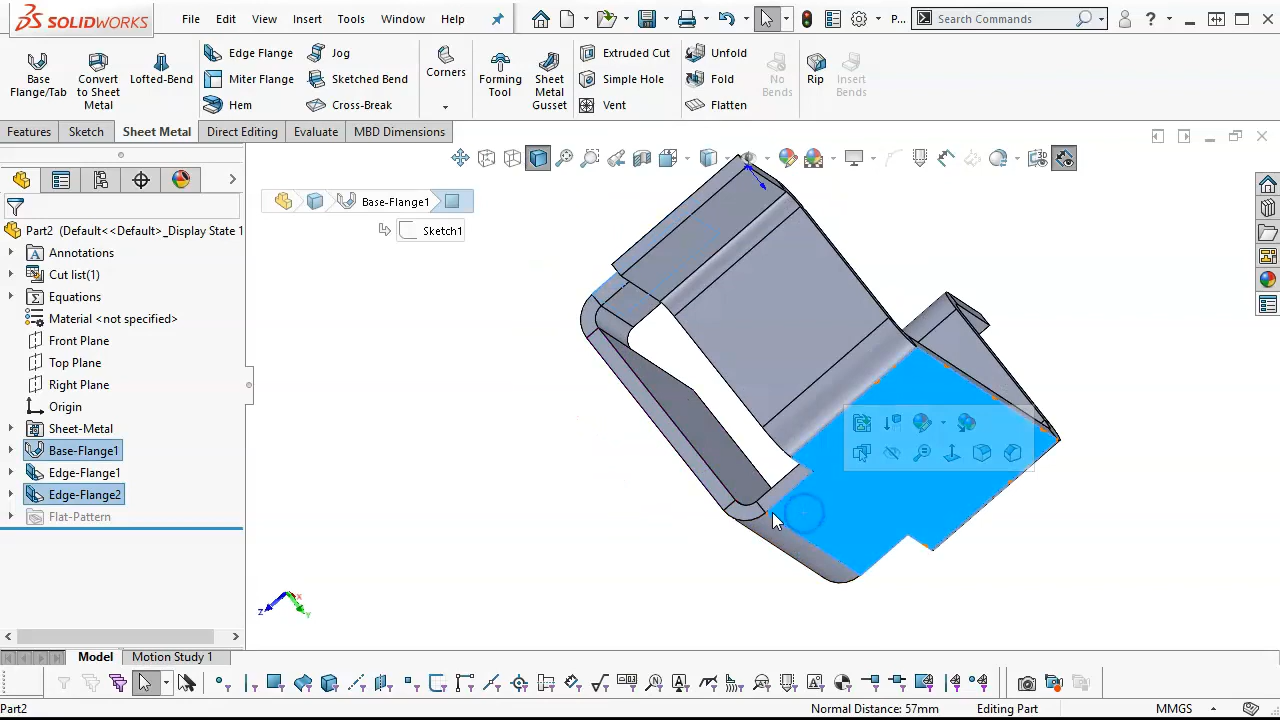 SOLIDWORKS File Edit View Insert Tools Window Help P... Search Commands
Base Flange/Tab
Convert to Sheet Metal
Lofted-Bend
Edge Flange
Miter Flange
Hem
Jog
Sketched Bend
Cross-Break
Corners
Forming Tool
Sheet Metal Gusset
Extruded Cut
Simple Hole
Vent
Unfold
Fold
Flatten
No Bends
Rip
Insert Bends
Features Sketch Sheet Metal Direct Editing Evaluate MBD Dimensions
Base-Flange1
Sketch1
Part2 (Default<<Default>_Display State 1
Annotations
Cut list(1)
Equations
Material <not specified>
Front Plane
Top Plane
Right Plane
Origin
Sheet-Metal
Base-Flange1
Edge-Flange1
Edge-Flange2
Flat-Pattern
Z X Y
Model Motion Study 1
Part2 Normal Distance: 57mm Editing Part MMGS